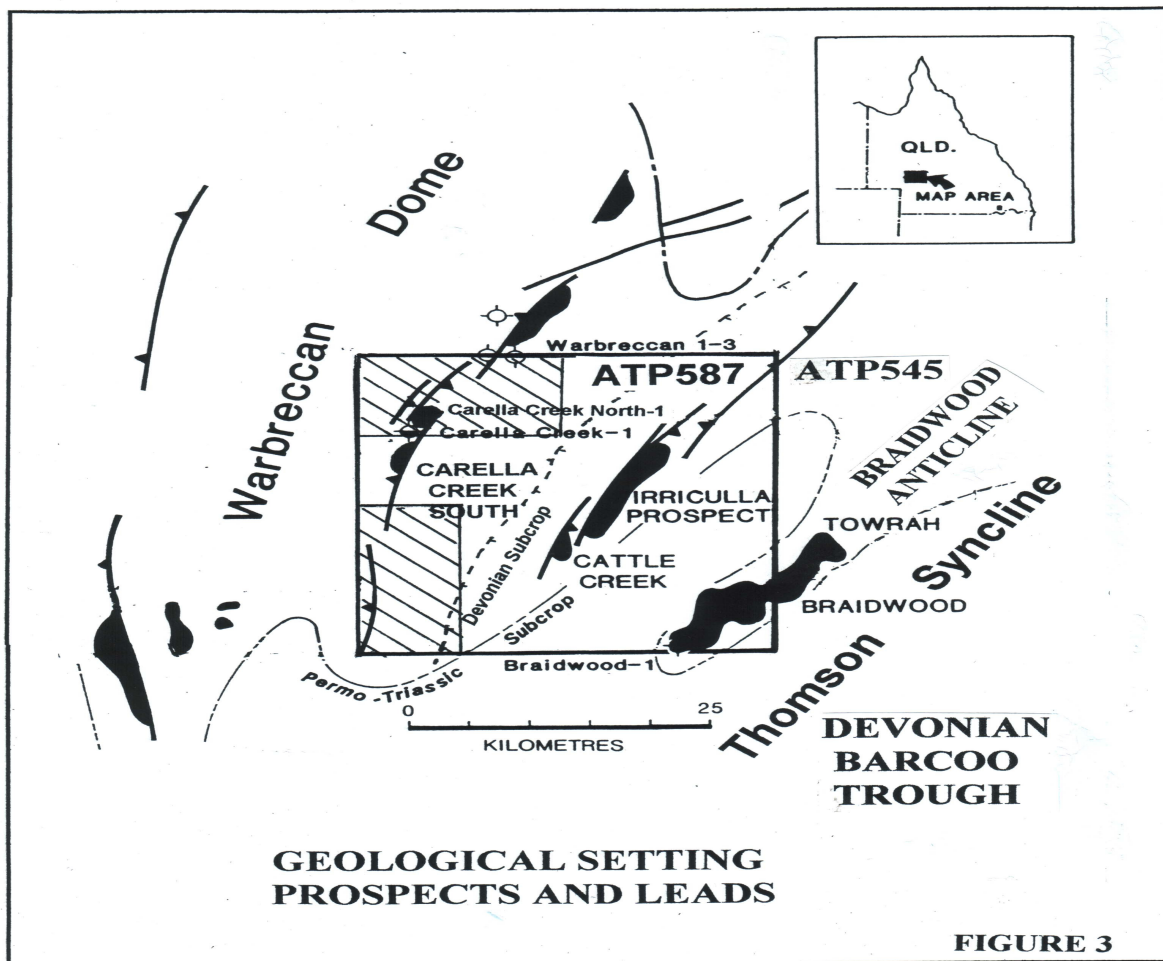 QLD.
MAP AREA
Dome
Warbreccan
Warbreccan 1-3
ATP587
ATP545
Carella Creek North-1
Carella Creek-1
CARELLA
CREEK
SOUTH
BRAIDWOOD
ANTICLINE
IRRICULLA
PROSPECT
TOWRAH
CATTLE
CREEK
Devonian Subcrop
Subcrop
BRAIDWOOD
Thomson Syncline
Braidwood-1
Permo-Triassic
0
25
KILOMETRES
DEVONIAN
BARCOO
TROUGH
GEOLOGICAL SETTING
PROSPECTS AND LEADS
FIGURE 3